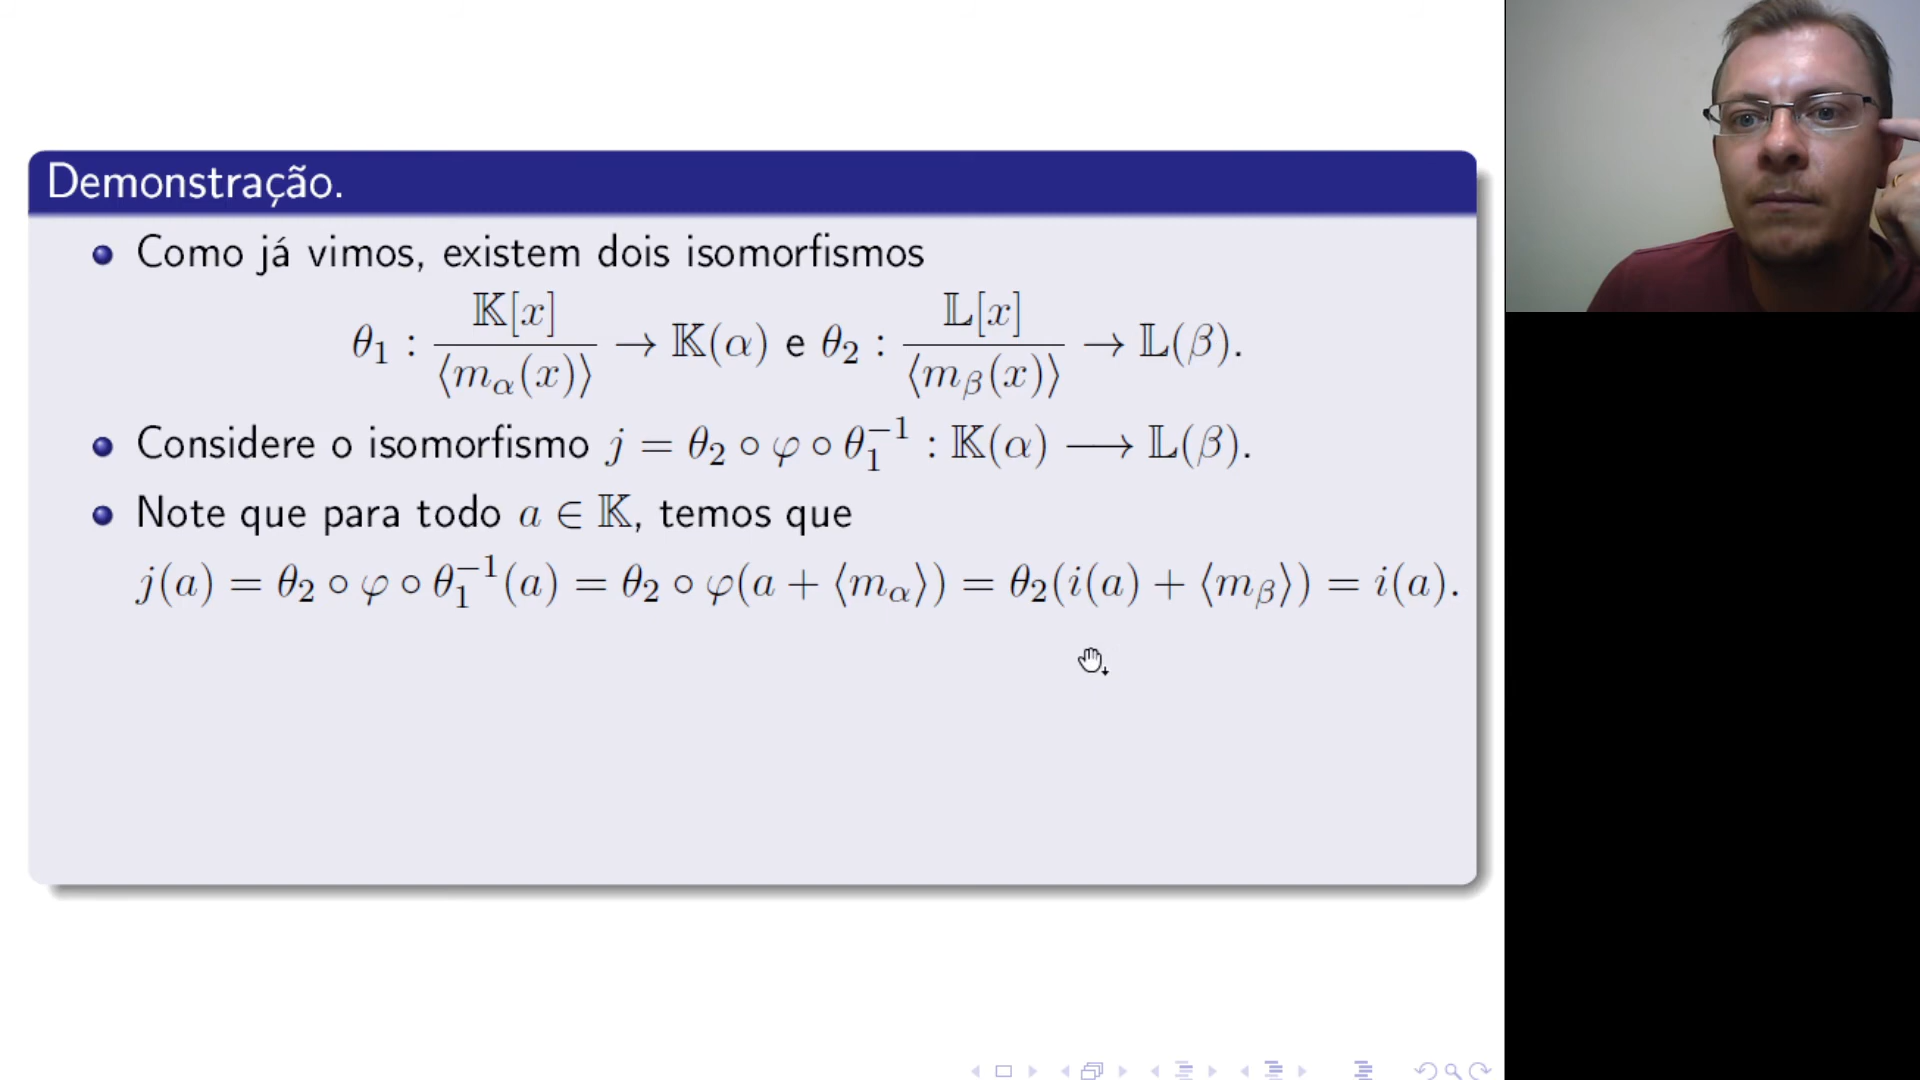 Demonstração.
Como já vimos, existem dois isomorfismos
θ₁ : 𝕂[x] / ⟨m_α(x)⟩ → 𝕂(α) e θ₂ : 𝕃[x] / ⟨m_β(x)⟩ → 𝕃(β).
Considere o isomorfismo j = θ₂ ∘ φ ∘ θ₁⁻¹ : 𝕂(α) ⟶ 𝕃(β).
Note que para todo a ∈ 𝕂, temos que
j(a) = θ₂ ∘ φ ∘ θ₁⁻¹(a) = θ₂ ∘ φ(a + ⟨m_α⟩) = θ₂(i(a) + ⟨m_β⟩) = i(a).